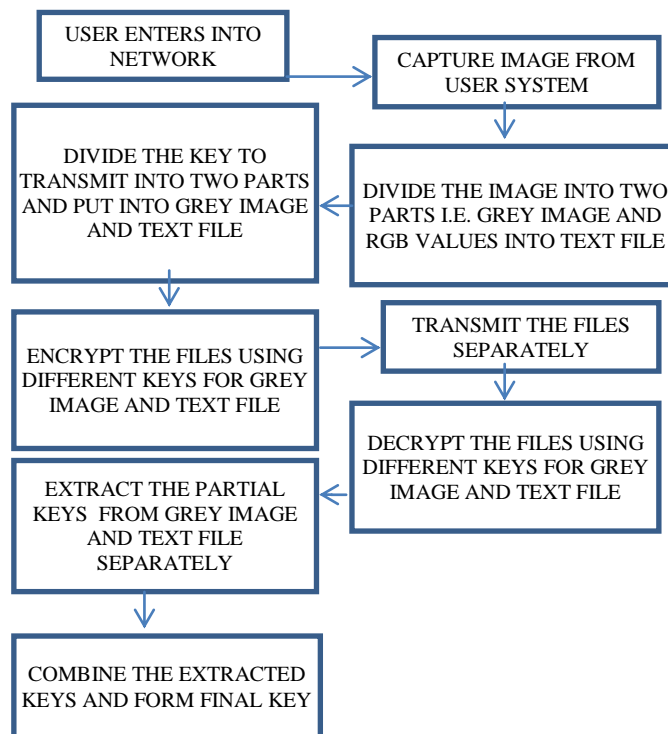 USER ENTERS INTO
NETWORK
CAPTURE IMAGE FROM
USER SYSTEM
DIVIDE THE IMAGE INTO TWO
PARTS I.E. GREY IMAGE AND
RGB VALUES INTO TEXT FILE
DIVIDE THE KEY TO
TRANSMIT INTO TWO PARTS
AND PUT INTO GREY IMAGE
AND TEXT FILE
ENCRYPT THE FILES USING
DIFFERENT KEYS FOR GREY
IMAGE AND TEXT FILE
TRANSMIT THE FILES
SEPARATELY
DECRYPT THE FILES USING
DIFFERENT KEYS FOR GREY
IMAGE AND TEXT FILE
EXTRACT THE PARTIAL
KEYS FROM GREY IMAGE
AND TEXT FILE
SEPARATELY
COMBINE THE EXTRACTED
KEYS AND FORM FINAL KEY